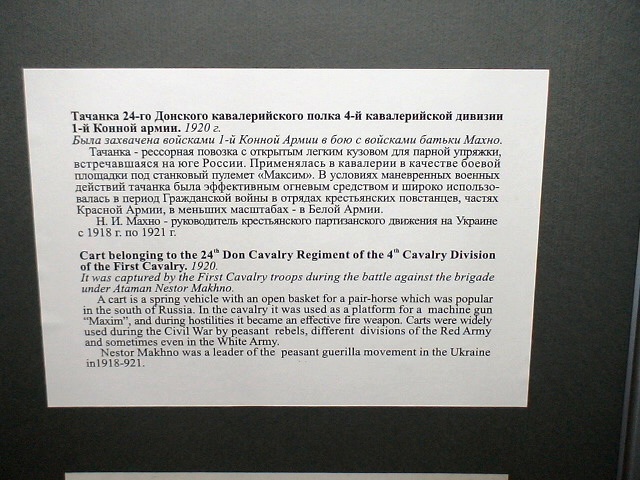 Тачанка 24-го Донского кавалерийского полка 4-й кавалерийской дивизии
1-й Конной армии. 1920 г.
Была захвачена войсками 1-й Конной Армии в бою с войсками батьки Махно.
Тачанка - рессорная повозка с открытым легким кузовом для парной упряжки,
встречавшаяся на юге России. Применялась в кавалерии в качестве боевой
площадки под станковый пулемет «Максим». В условиях маневренных военных
действий тачанка была эффективным огневым средством и широко использо-
валась в период Гражданской войны в отрядах крестьянских повстанцев, частях
Красной Армии, в меньших масштабах - в Белой Армии.
Н. И. Махно - руководитель крестьянского партизанского движения на Украине
с 1918 г. по 1921 г.
Cart belonging to the 24th Don Cavalry Regiment of the 4th Cavalry Division
of the First Cavalry. 1920.
It was captured by the First Cavalry troops during the battle against the brigade
under Ataman Nestor Makhno.
A cart is a spring vehicle with an open basket for a pair-horse which was popular
in the south of Russia. In the cavalry it was used as a platform for a machine gun
"Maxim", and during hostilities it became an effective fire weapon. Carts were widely
used during the Civil War by peasant rebels, different divisions of the Red Army
and sometimes even in the White Army.
Nestor Makhno was a leader of the peasant guerilla movement in the Ukraine
in1918-921.